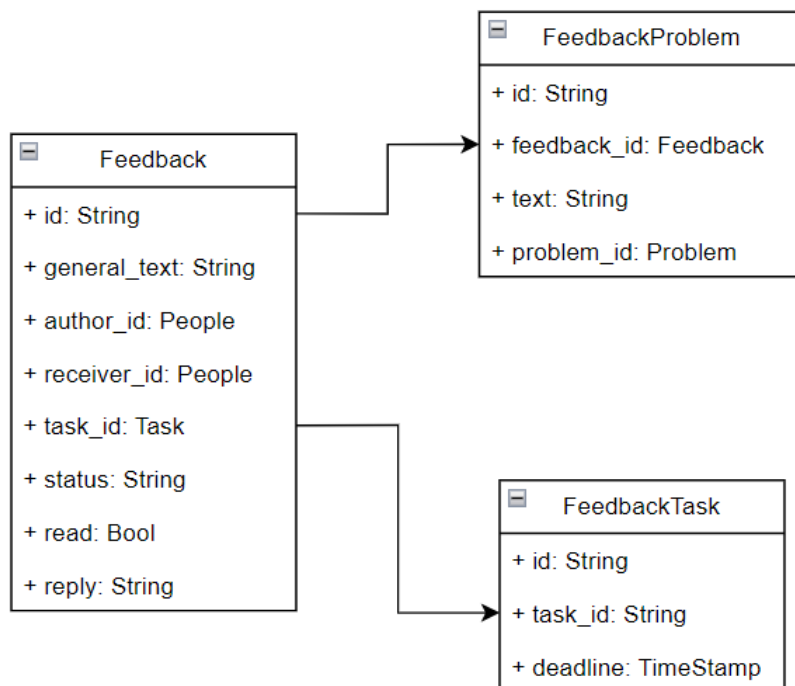 FeedbackProblem
+ id: String
+ feedback_id: Feedback
+ text: String
+ problem_id: Problem
Feedback
+ id: String
+ general_text: String
+ author_id: People
+ receiver_id: People
+ task_id: Task
+ status: String
+ read: Bool
+ reply: String
FeedbackTask
+ id: String
+ task_id: String
+ deadline: TimeStamp